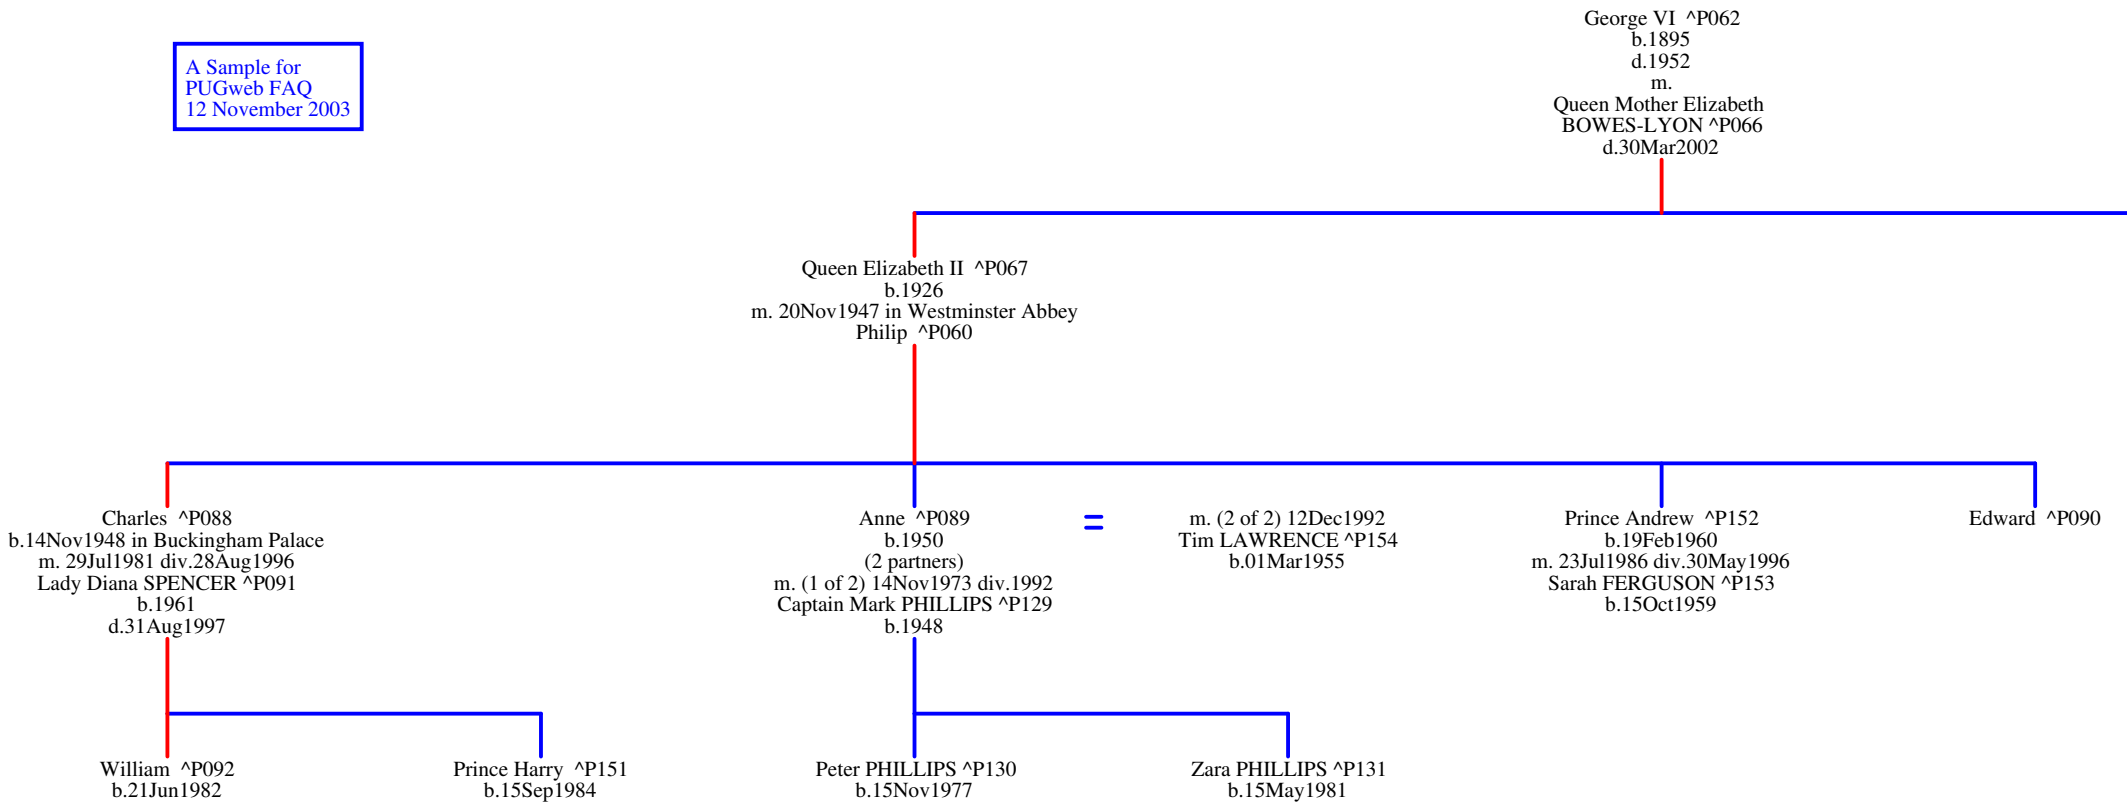 A Sample for
PUGweb FAQ
12 November 2003
George VI ^P062
b.1895
d.1952
m.
Queen Mother Elizabeth
BOWES-LYON ^P066
d.30Mar2002
Queen Elizabeth II ^P067
b.1926
m. 20Nov1947 in Westminster Abbey
Philip ^P060
Charles ^P088
b.14Nov1948 in Buckingham Palace
m. 29Jul1981 div.28Aug1996
Lady Diana SPENCER ^P091
b.1961
d.31Aug1997
Anne ^P089
b.1950
(2 partners)
m. (1 of 2) 14Nov1973 div.1992
Captain Mark PHILLIPS ^P129
b.1948
=
m. (2 of 2) 12Dec1992
Tim LAWRENCE ^P154
b.01Mar1955
Prince Andrew ^P152
b.19Feb1960
m. 23Jul1986 div.30May1996
Sarah FERGUSON ^P153
b.15Oct1959
Edward ^P090
William ^P092
b.21Jun1982
Prince Harry ^P151
b.15Sep1984
Peter PHILLIPS ^P130
b.15Nov1977
Zara PHILLIPS ^P131
b.15May1981